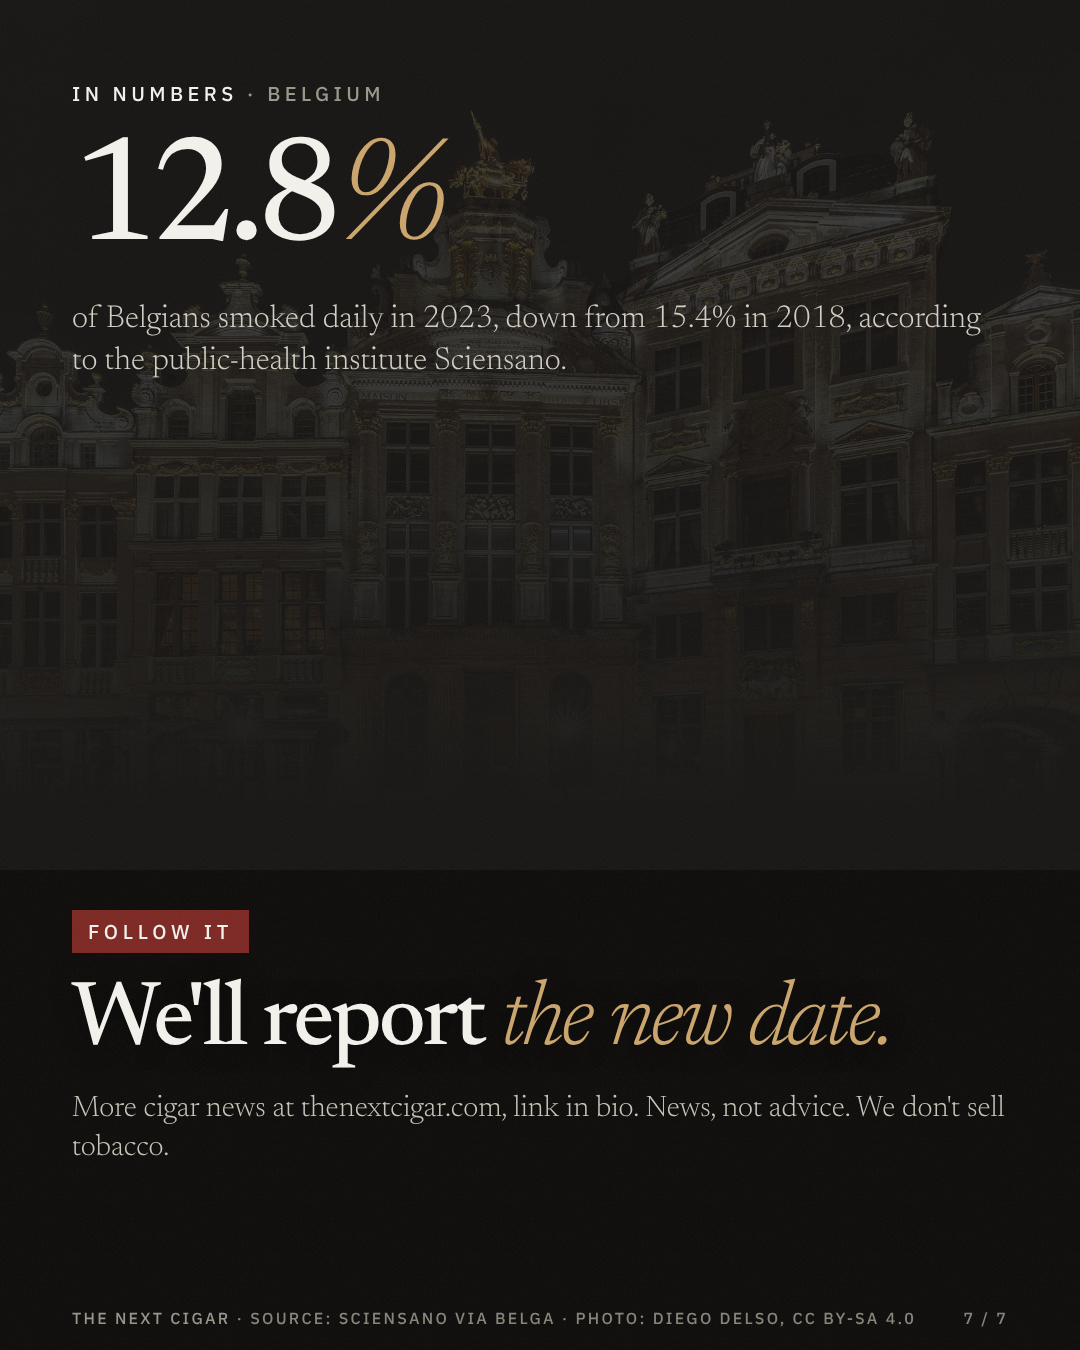 IN NUMBERS · BELGIUM
12.8%
of Belgians smoked daily in 2023, down from 15.4% in 2018, according
to the public-health institute Sciensano.
FOLLOW IT
We'll report the new date.
More cigar news at thenextcigar.com, link in bio. News, not advice. We don't sell
tobacco.
THE NEXT CIGAR · SOURCE: SCIENSANO VIA BELGA · PHOTO: DIEGO DELSO, CC BY-SA 4.0 7 / 7